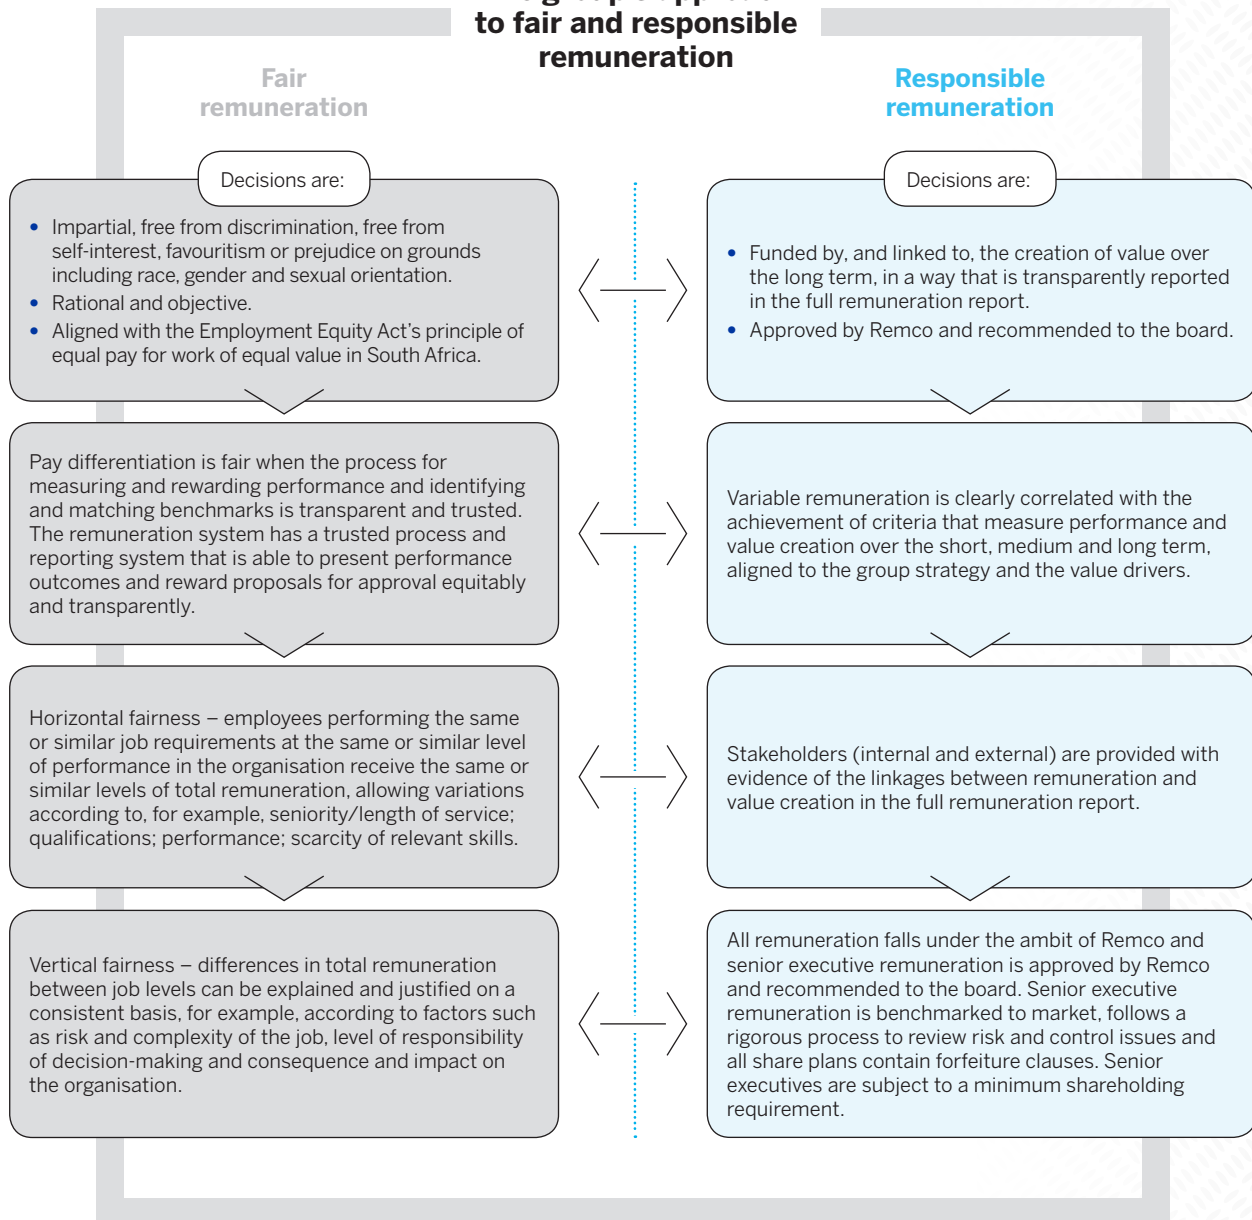 to fair and responsible
remuneration
Fair
remuneration
Decisions are:
• Impartial, free from discrimination, free from
self-interest, favouritism or prejudice on grounds
including race, gender and sexual orientation.
• Rational and objective.
• Aligned with the Employment Equity Act's principle of
equal pay for work of equal value in South Africa.
Pay differentiation is fair when the process for
measuring and rewarding performance and identifying
and matching benchmarks is transparent and trusted.
The remuneration system has a trusted process and
reporting system that is able to present performance
outcomes and reward proposals for approval equitably
and transparently.
Horizontal fairness – employees performing the same
or similar job requirements at the same or similar level
of performance in the organisation receive the same or
similar levels of total remuneration, allowing variations
according to, for example, seniority/length of service;
qualifications; performance; scarcity of relevant skills.
Vertical fairness – differences in total remuneration
between job levels can be explained and justified on a
consistent basis, for example, according to factors such
as risk and complexity of the job, level of responsibility
of decision-making and consequence and impact on
the organisation.
Responsible
remuneration
Decisions are:
• Funded by, and linked to, the creation of value over
the long term, in a way that is transparently reported
in the full remuneration report.
• Approved by Remco and recommended to the board.
Variable remuneration is clearly correlated with the
achievement of criteria that measure performance and
value creation over the short, medium and long term,
aligned to the group strategy and the value drivers.
Stakeholders (internal and external) are provided with
evidence of the linkages between remuneration and
value creation in the full remuneration report.
All remuneration falls under the ambit of Remco and
senior executive remuneration is approved by Remco
and recommended to the board. Senior executive
remuneration is benchmarked to market, follows a
rigorous process to review risk and control issues and
all share plans contain forfeiture clauses. Senior
executives are subject to a minimum shareholding
requirement.